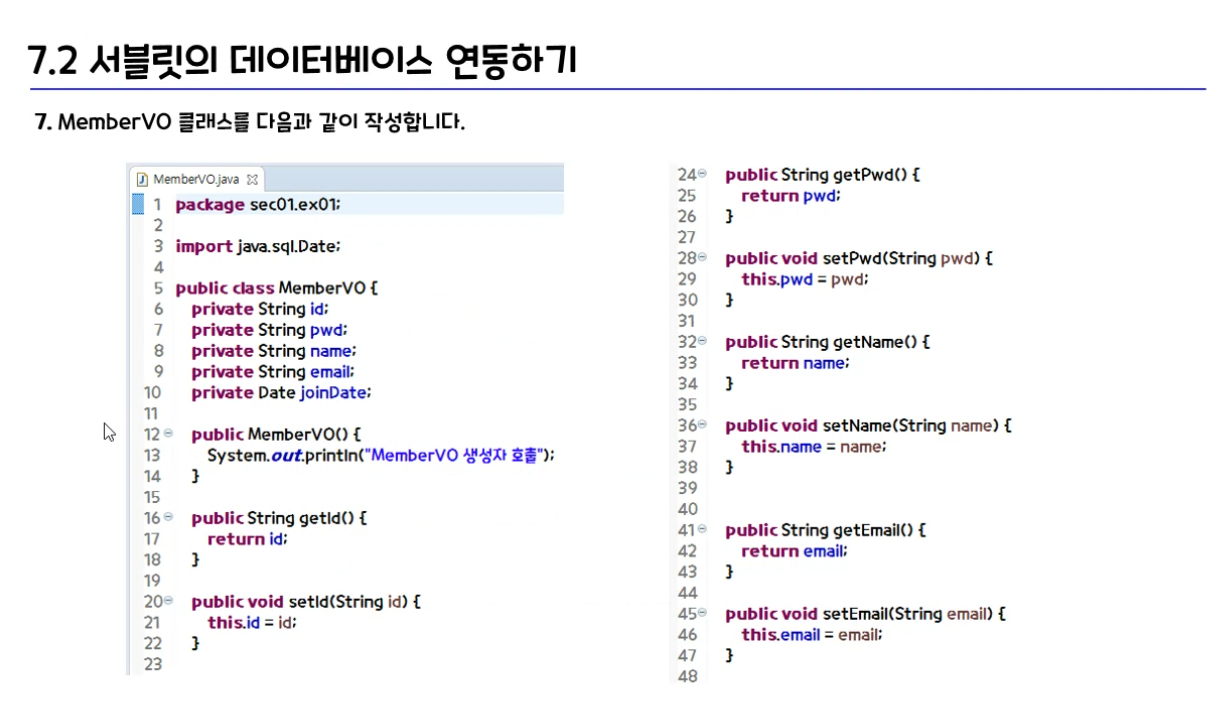 7.2 서블릿의 데이터베이스 연동하기
7. MemberVO 클래스를 다음과 같이 작성합니다.
MemberVO.java
1 package sec01.ex01;
2
3 import java.sql.Date;
4
5 public class MemberVO {
6 private String id;
7 private String pwd;
8 private String name;
9 private String email;
10 private Date joinDate;
11
12 public MemberVO() {
13 System.out.println("MemberVO 생성자 호출");
14 }
15
16 public String getId() {
17 return id;
18 }
19
20 public void setId(String id) {
21 this.id = id;
22 }
23
24 public String getPwd() {
25 return pwd;
26 }
27
28 public void setPwd(String pwd) {
29 this.pwd = pwd;
30 }
31
32 public String getName() {
33 return name;
34 }
35
36 public void setName(String name) {
37 this.name = name;
38 }
39
40
41 public String getEmail() {
42 return email;
43 }
44
45 public void setEmail(String email) {
46 this.email = email;
47 }
48